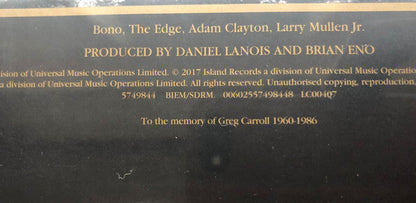 Bono, The Edge, Adam Clayton, Larry Mullen Jr.
PRODUCED BY DANIEL LANOIS AND BRIAN ENO
ision of Universal Music Operations Limited. © 2017 Island Records a division of Universal Music Operatio
a division of Universal Music Operations Limited. All rights reserved. Unauthorised copying, reproduction,
5749844 BIEM/SDRM. 00602557498448 LC00407
To the memory of Greg Carroll 1960-1986